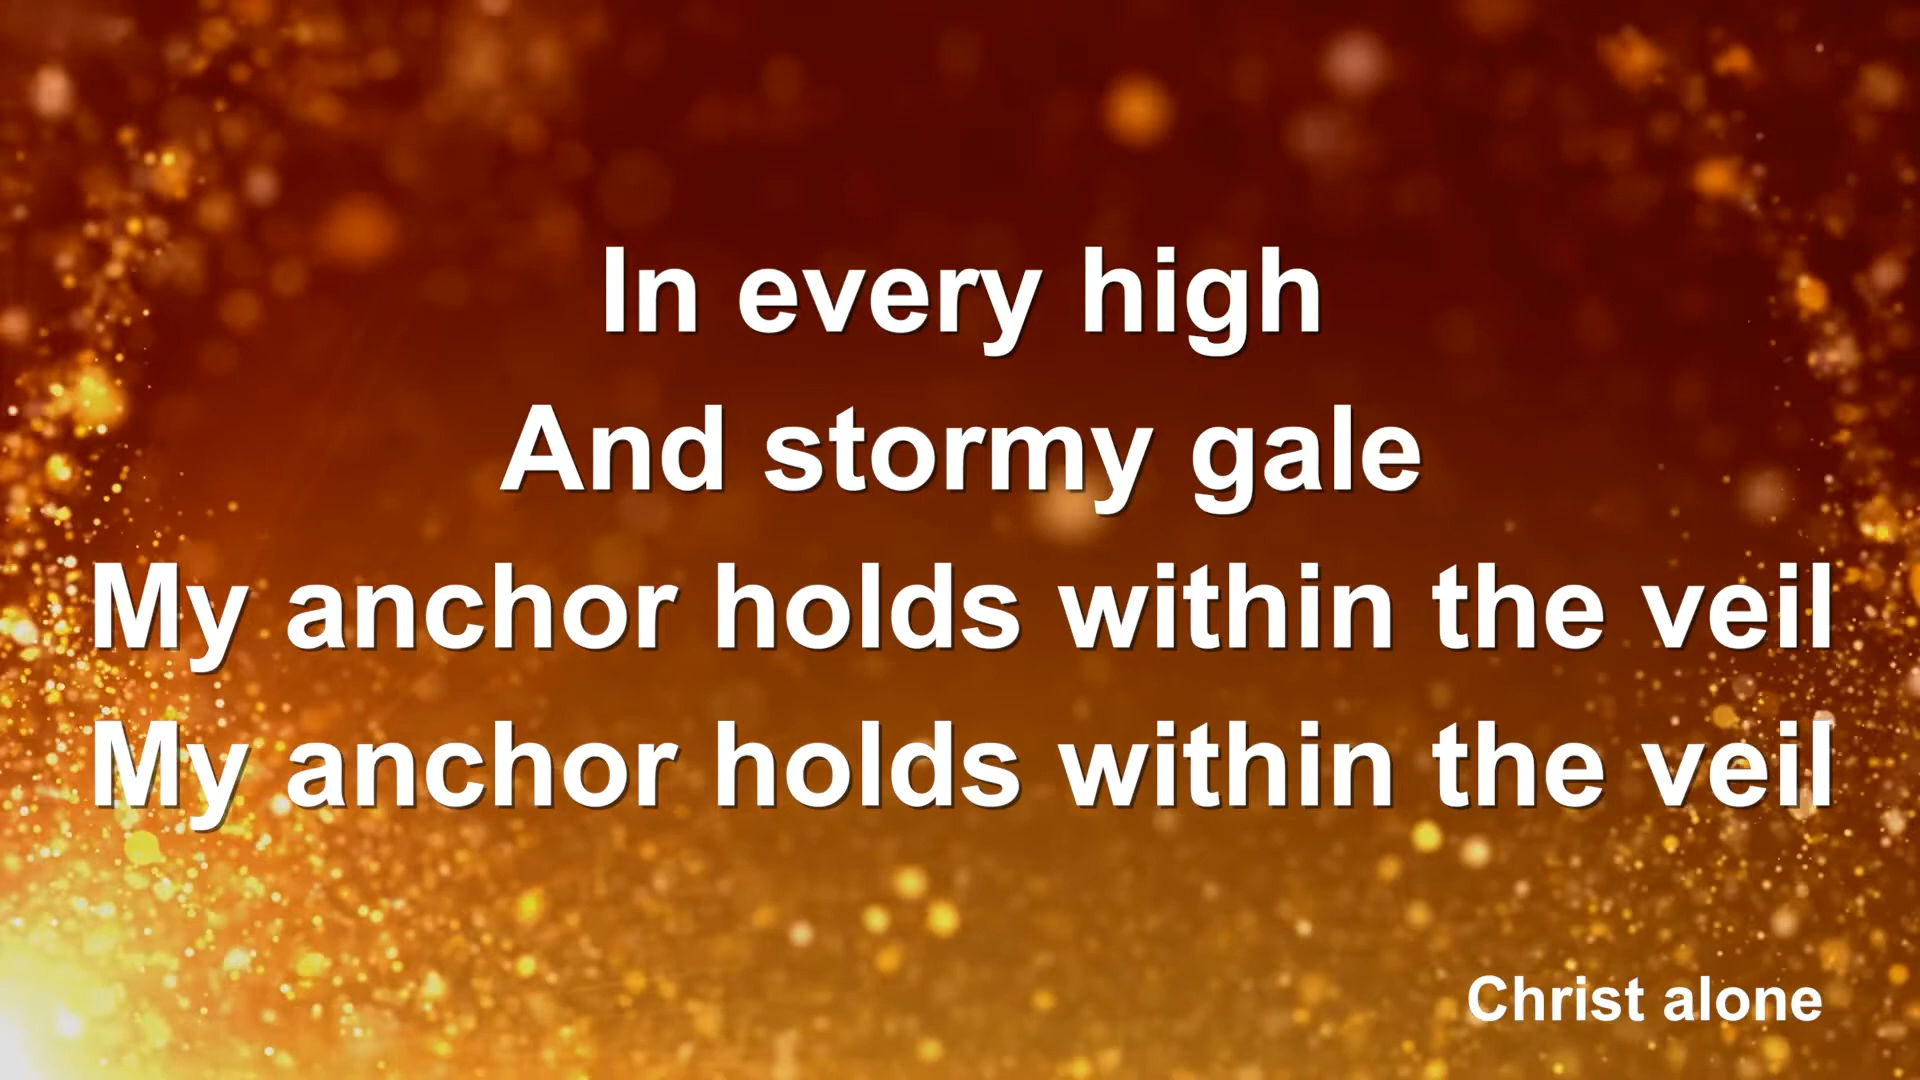 In every high
And stormy gale
My anchor holds within the veil
My anchor holds within the veil
Christ alone